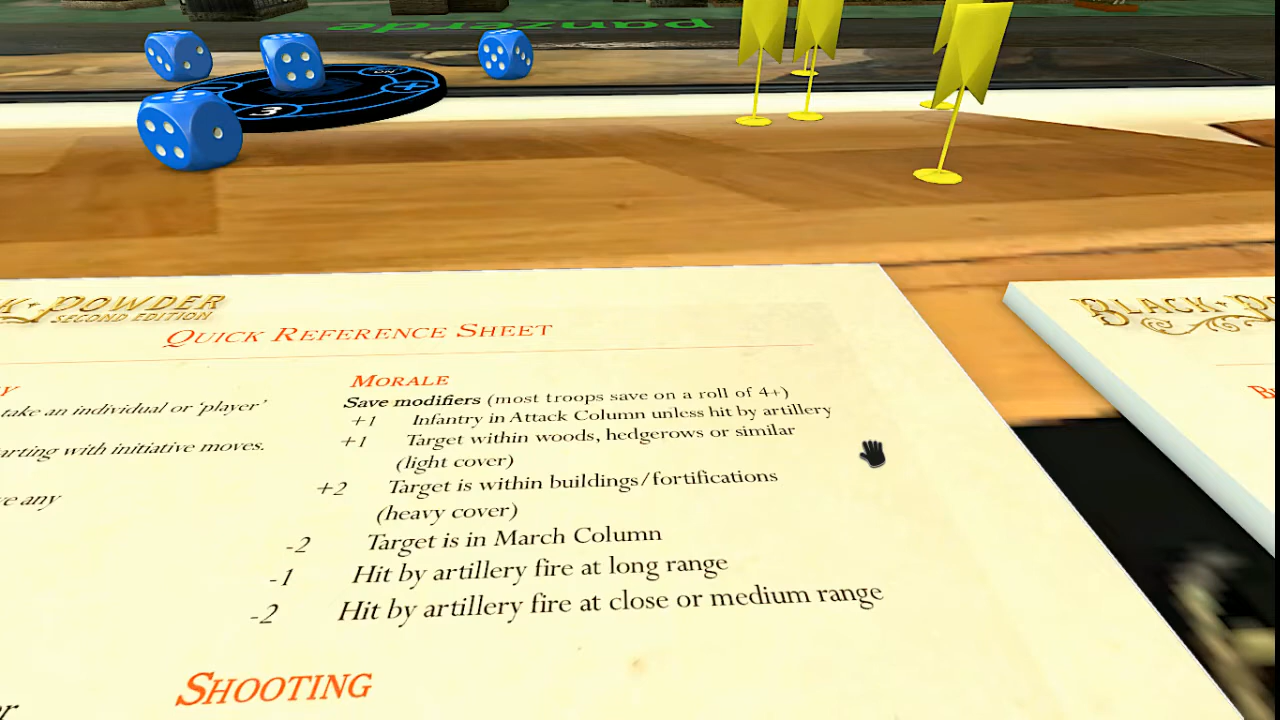 panzerde
3
POWDER
SECOND EDITION
BLACK
QUICK REFERENCE SHEET
take an individual or ‘player’
arting with initiative moves.
any
MORALE
Save modifiers (most troops save on a roll of 4+)
+1 Infantry in Attack Column unless hit by artillery
+1 Target within woods, hedgerows or similar
(light cover)
+2 Target is within buildings/fortifications
(heavy cover)
-2 Target is in March Column
-1 Hit by artillery fire at long range
-2 Hit by artillery fire at close or medium range
SHOOTING